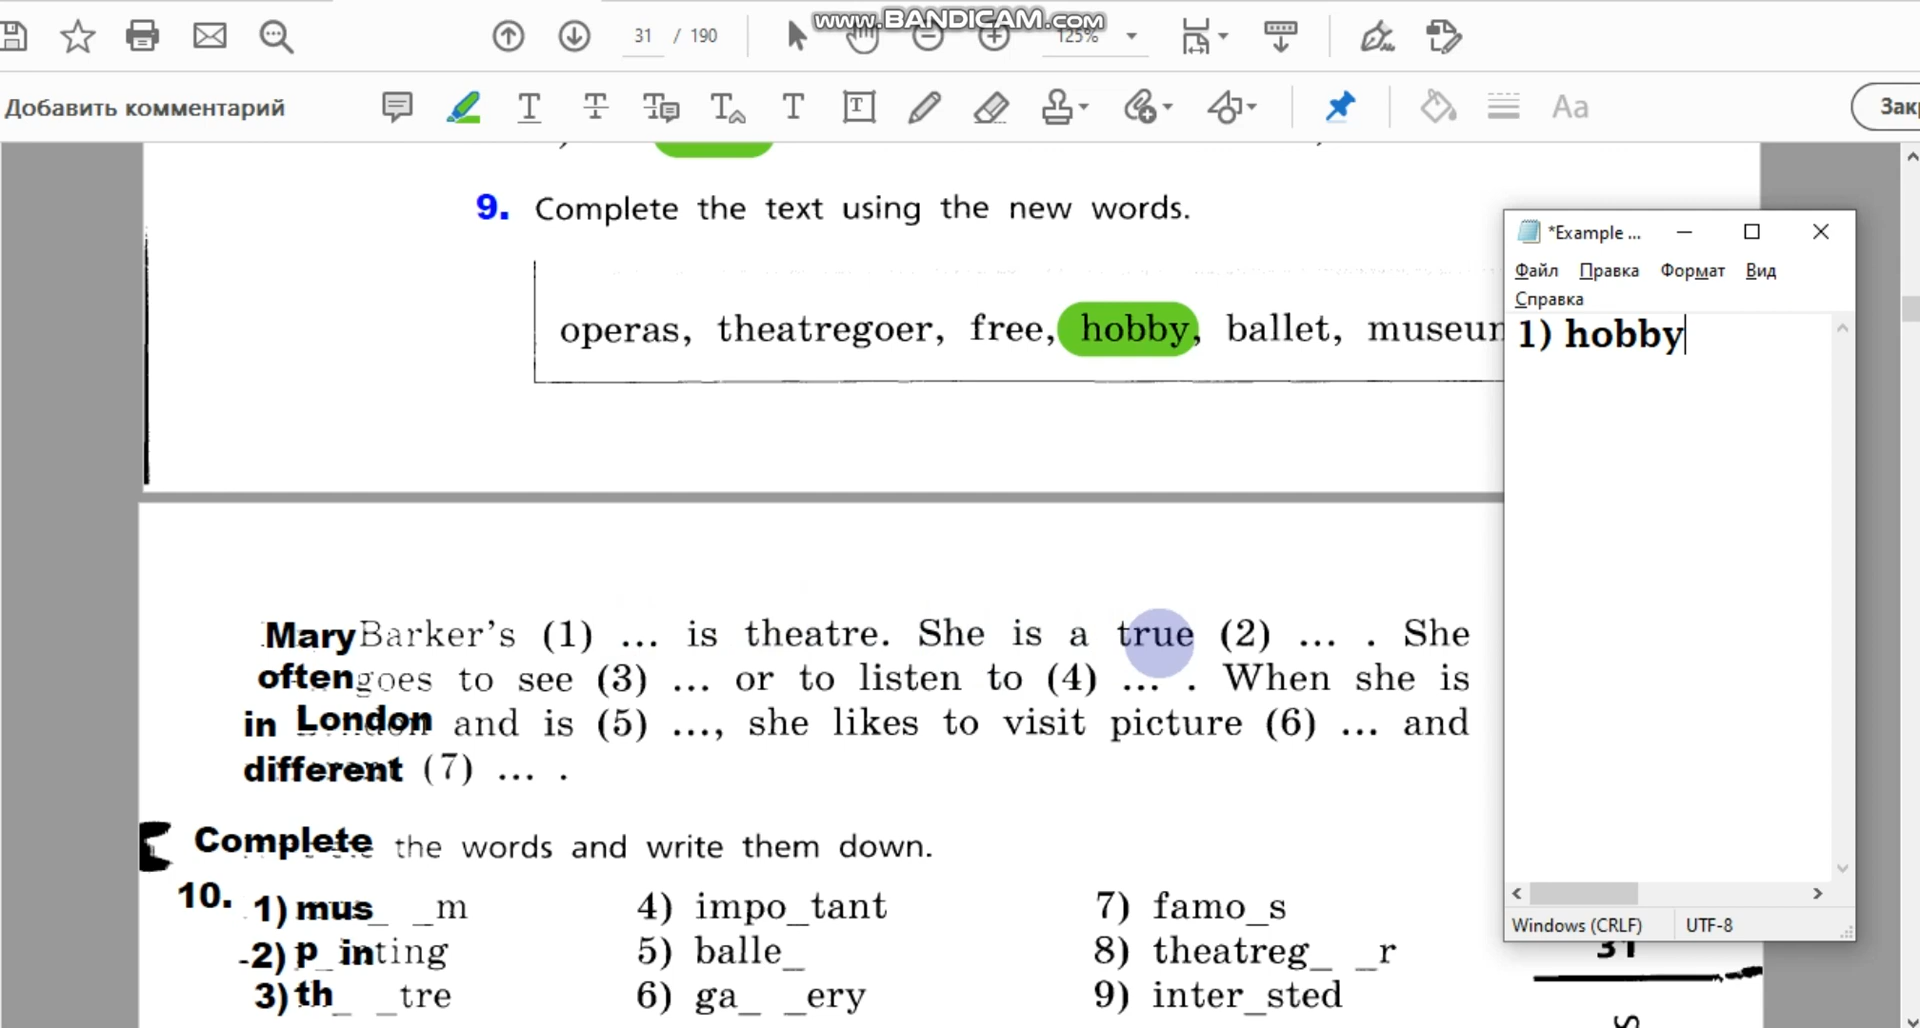 www.BANDICAM.com
31 / 190
125%
Добавить комментарий
Aa
9. Complete the text using the new words.
operas, theatregoer, free, hobby, ballet,
*Example ...
Файл Правка Формат Вид
Справка
1) hobby
Mary Barker's (1) ... is theatre. She is a true (2) ... . She
often goes to see (3) ... or to listen to (4) ... . When she is
in London and is (5) ..., she likes to visit picture (6) ... and
different (7) ... .
Complete the words and write them down.
10. 1) mus_ _m 4) impo_tant 7) famo_s
2) p_inting 5) balle_ 8) theatreg_ _r
3) th_ _tre 6) ga_ _ery 9) inter_sted
Windows (CRLF) UTF-8
31